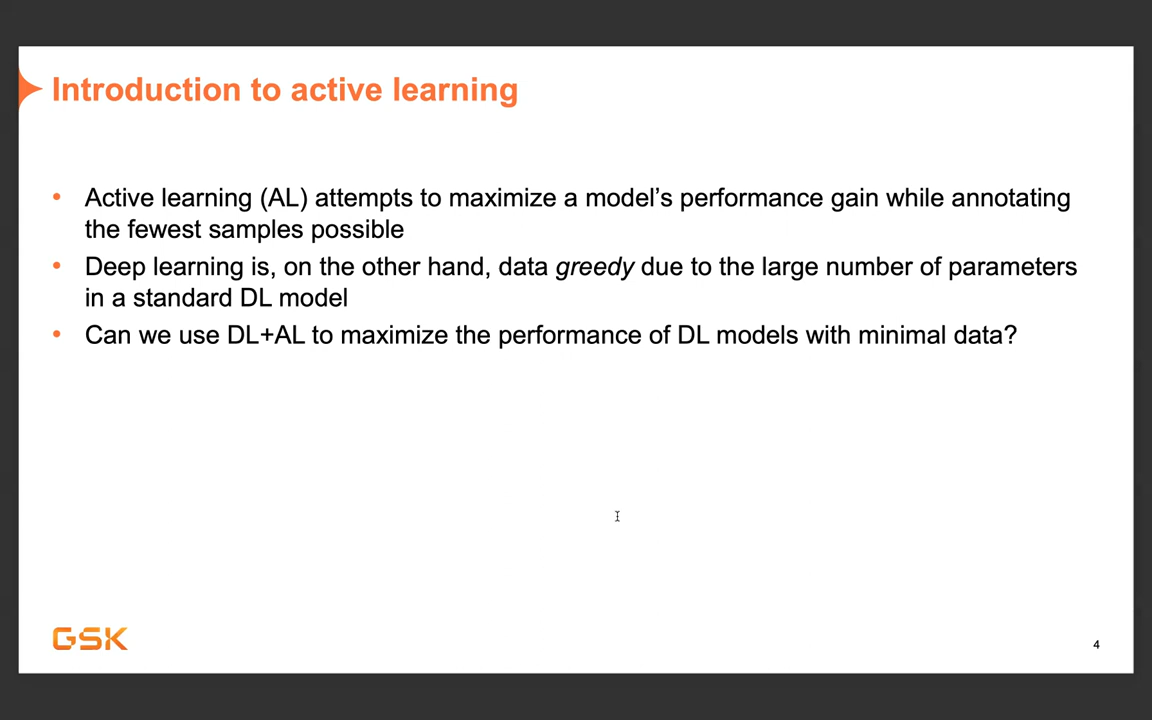 Introduction to active learning
• Active learning (AL) attempts to maximize a model’s performance gain while annotating
the fewest samples possible
• Deep learning is, on the other hand, data greedy due to the large number of parameters
in a standard DL model
• Can we use DL+AL to maximize the performance of DL models with minimal data?
GSK
4